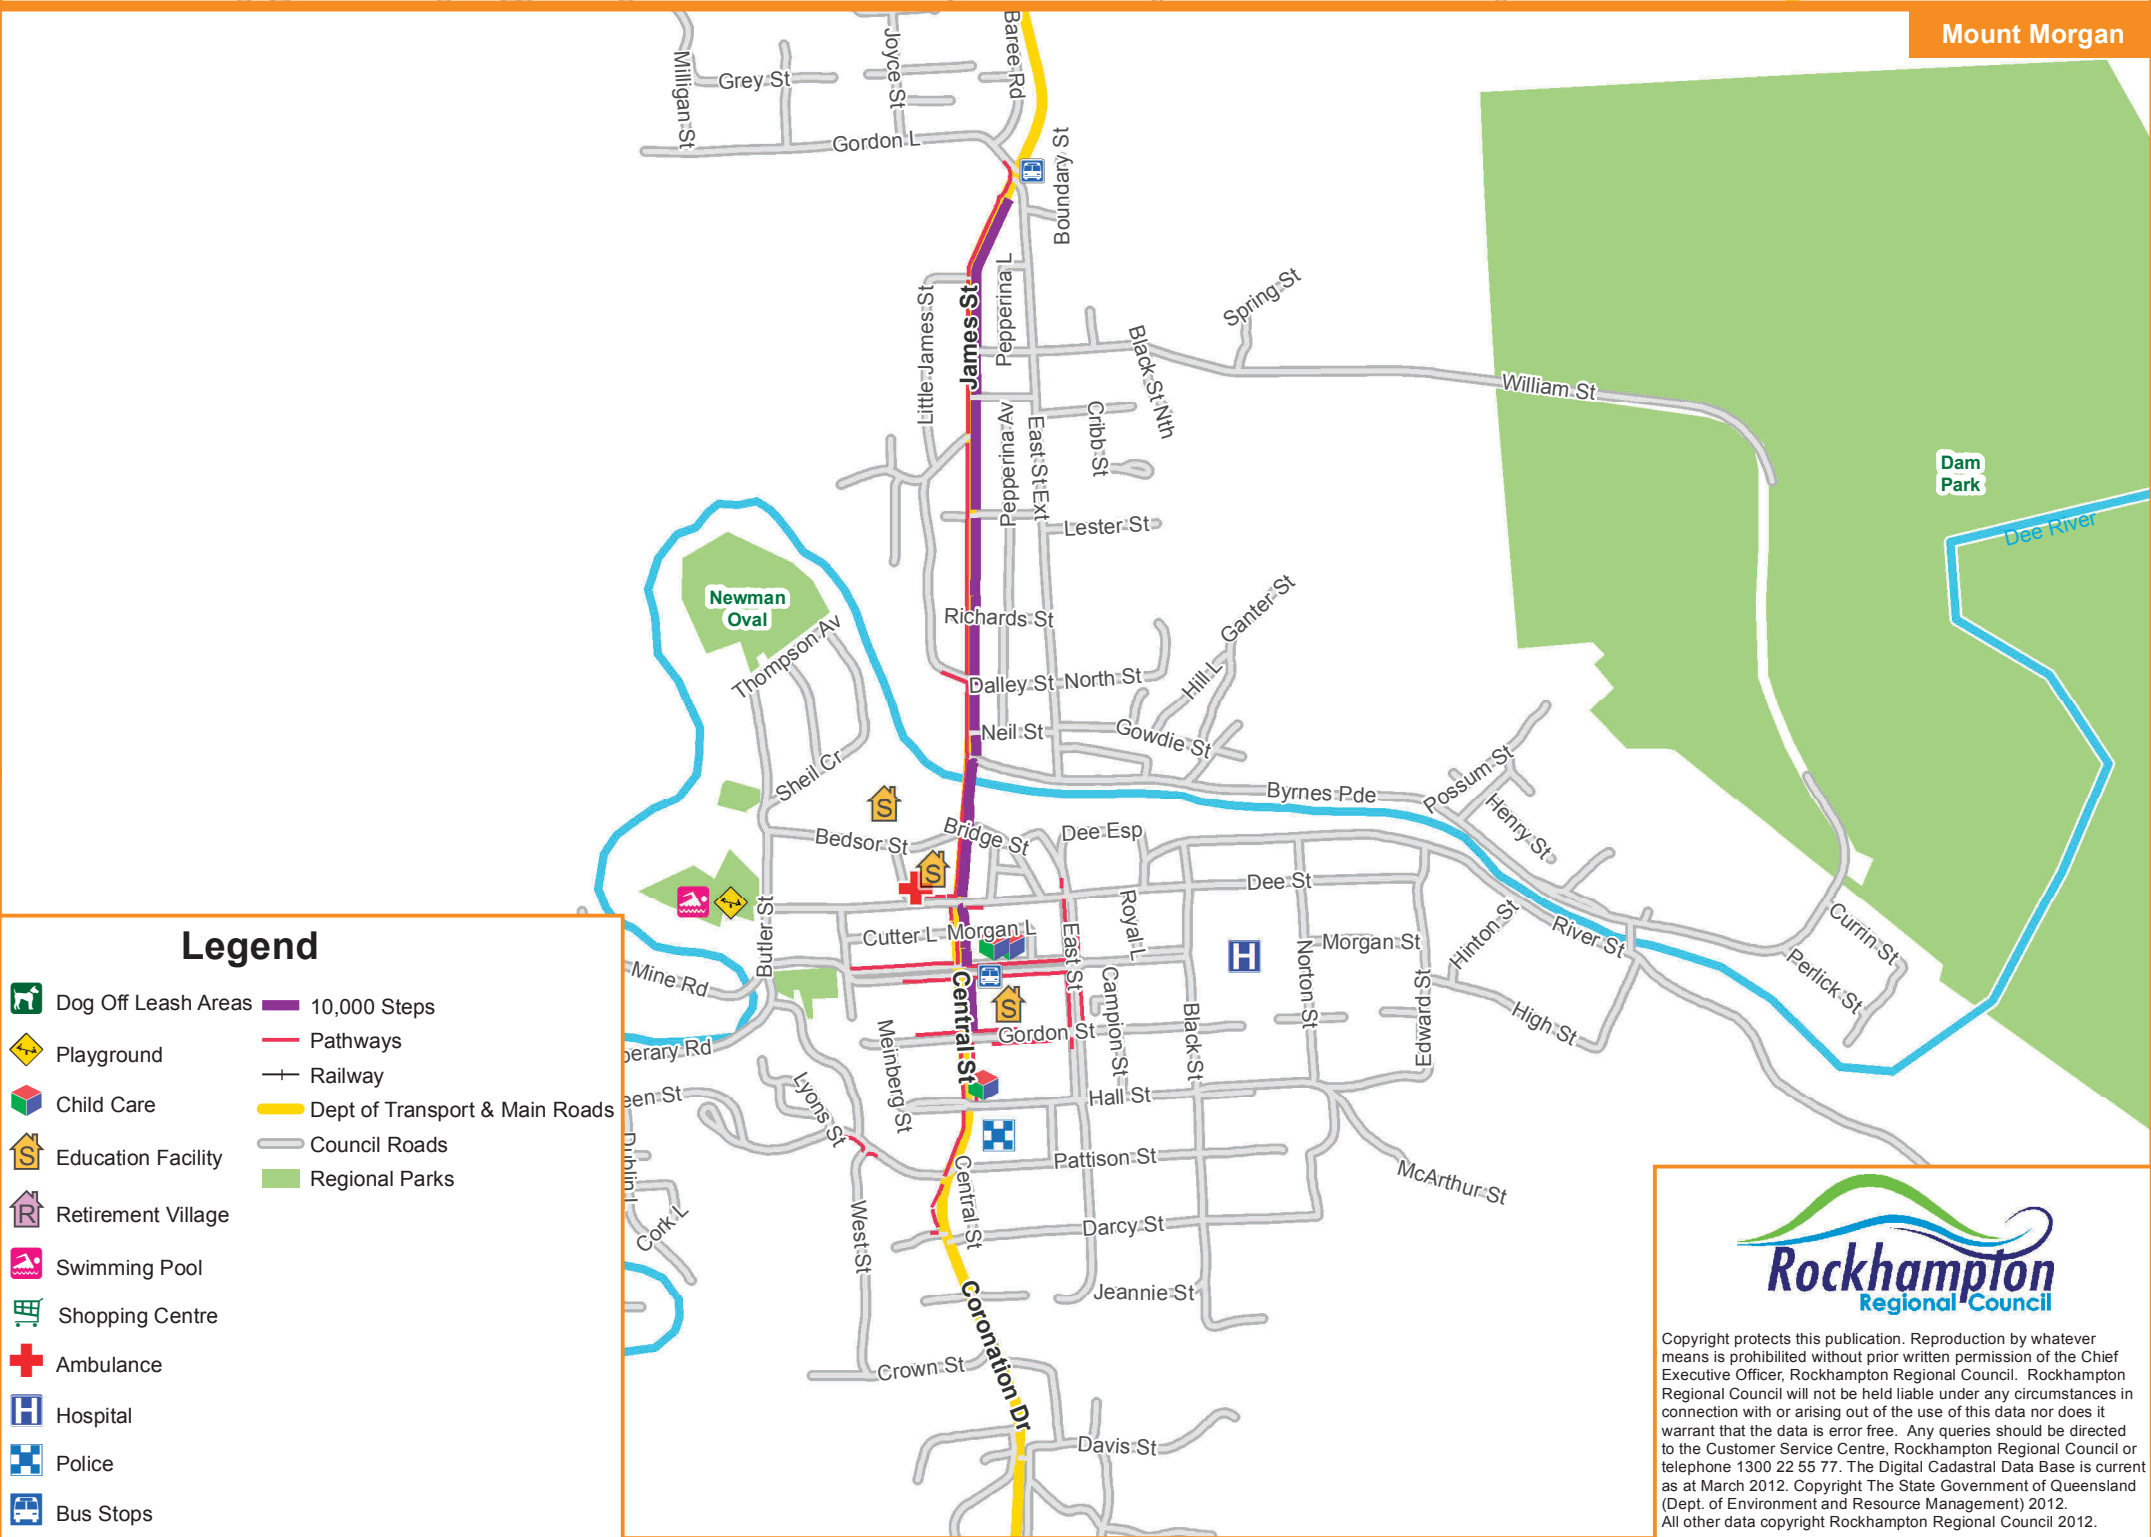 Mount Morgan
Milligan St
Grey St
Joyce St
Baree Rd
Gordon L
Boundary St
Pepperina L
Little James St
James St
Spring St
Black St Nth
William St
Cribb St
Pepperina Av
East St Ext
Lester St
Dam
Park
Dee River
Newman
Oval
Thompson Av
Richards St
Ganter St
Dalley St
North St
Hill L
Neil St
Gowdie St
Sheil Cr
Byrnes Pde
Possum St
Henry St
Bedsor St
Bridge St
Dee Esp
S
S
Dee St
Butler St
Cutter L
Morgan L
East St
Royal L
H
Norton St
Morgan St
Hinton St
River St
Currin St
Perlick St
Mine Rd
Central St
S
Campion St
Black St
Edward St
High St
Gordon St
Meinberg St
perary Rd
een St
Lyons St
Hall St
Dublin L
Pattison St
McArthur St
Cork L
West St
Central St
Darcy St
Jeannie St
Coronation Dr
Crown St
Davis St
Legend
Dog Off Leash Areas
Playground
Child Care
S
Education Facility
R
Retirement Village
Swimming Pool
Shopping Centre
Ambulance
H
Hospital
Police
Bus Stops
10,000 Steps
Pathways
Railway
Dept of Transport & Main Roads
Council Roads
Regional Parks
Rockhampton
Regional Council
Copyright protects this publication. Reproduction by whatever
means is prohibilited without prior written permission of the Chief
Executive Officer, Rockhampton Regional Council. Rockhampton
Regional Council will not be held liable under any circumstances in
connection with or arising out of the use of this data nor does it
warrant that the data is error free. Any queries should be directed
to the Customer Service Centre, Rockhampton Regional Council or
telephone 1300 22 55 77. The Digital Cadastral Data Base is current
as at March 2012. Copyright The State Government of Queensland
(Dept. of Environment and Resource Management) 2012.
All other data copyright Rockhampton Regional Council 2012.